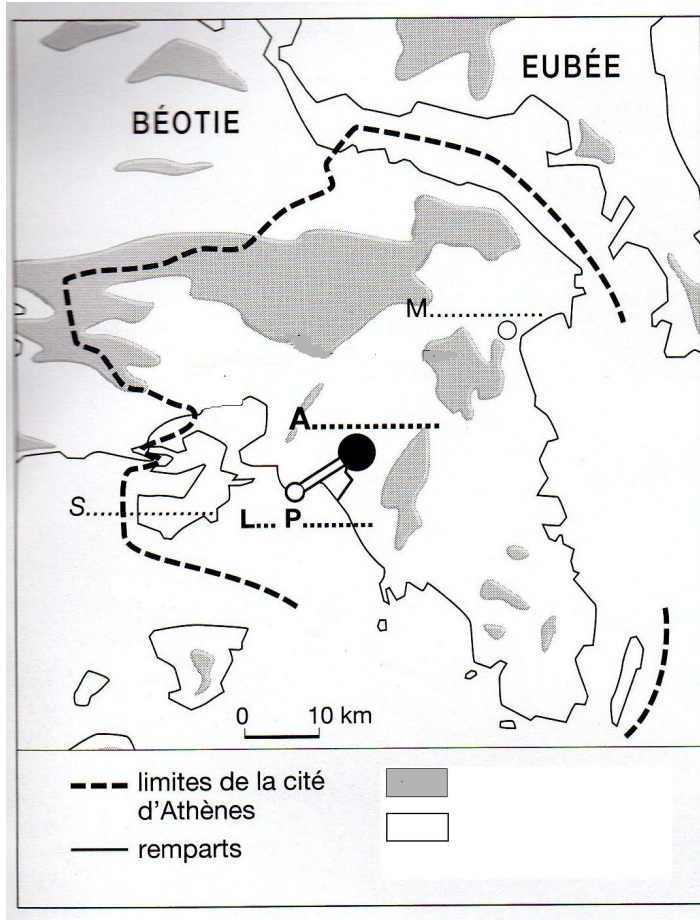 EUBÉE
BÉOTIE
M..................
A......................
S......................
L... P............
0 10 km
limites de la cité
d'Athènes
remparts